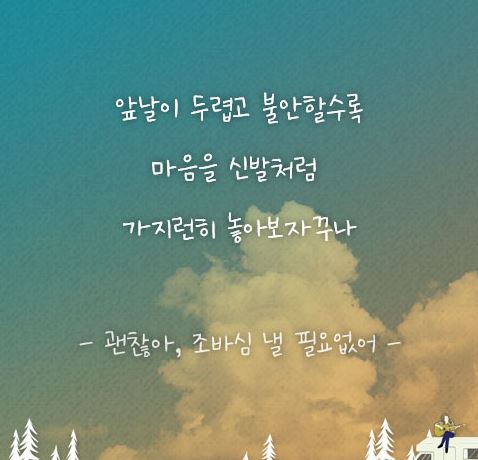 앞날이 두렵고 불안할수록
마음을 신발처럼
가지런히 놓아보자꾸나
- 괜찮아, 조바심 낼 필요없어 -